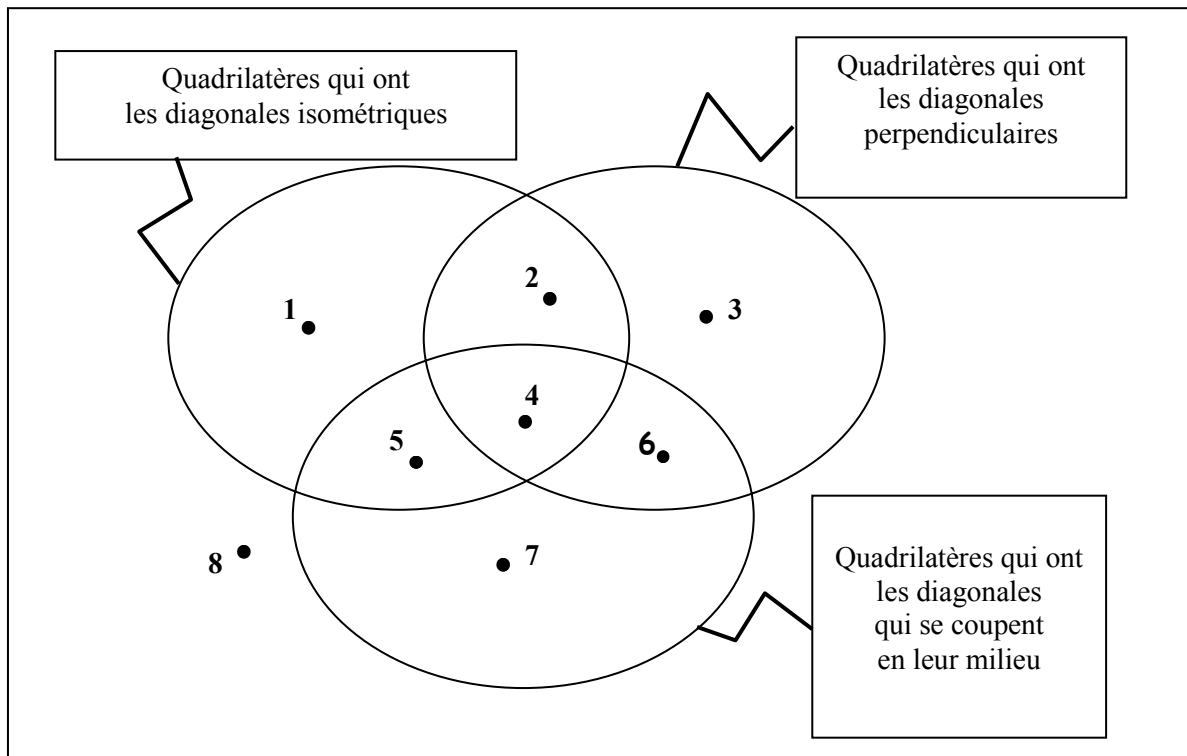 Quadrilatères qui ont
les diagonales isométriques
Quadrilatères qui ont
les diagonales
perpendiculaires
1
2
3
4
5
6
7
8
Quadrilatères qui ont
les diagonales
qui se coupent
en leur milieu